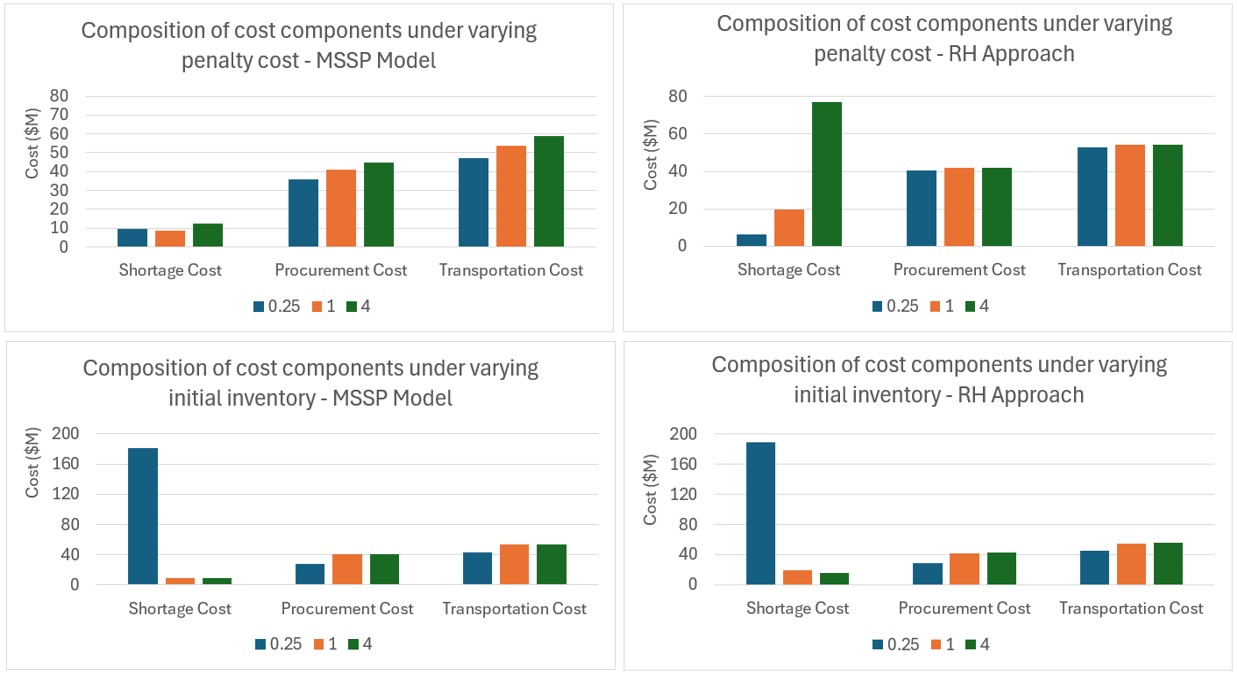 Composition of cost components under varying
penalty cost - MSSP Model
Cost ($M)
80
70
60
50
40
30
20
10
0
Shortage Cost Procurement Cost Transportation Cost
0.25 1 4
Composition of cost components under varying
penalty cost - RH Approach
Cost ($M)
80
60
40
20
0
Shortage Cost Procurement Cost Transportation Cost
0.25 1 4
Composition of cost components under varying
initial inventory - MSSP Model
Cost ($M)
200
160
120
80
40
0
Shortage Cost Procurement Cost Transportation Cost
0.25 1 4
Composition of cost components under varying
initial inventory - RH Approach
Cost ($M)
200
160
120
80
40
0
Shortage Cost Procurement Cost Transportation Cost
0.25 1 4